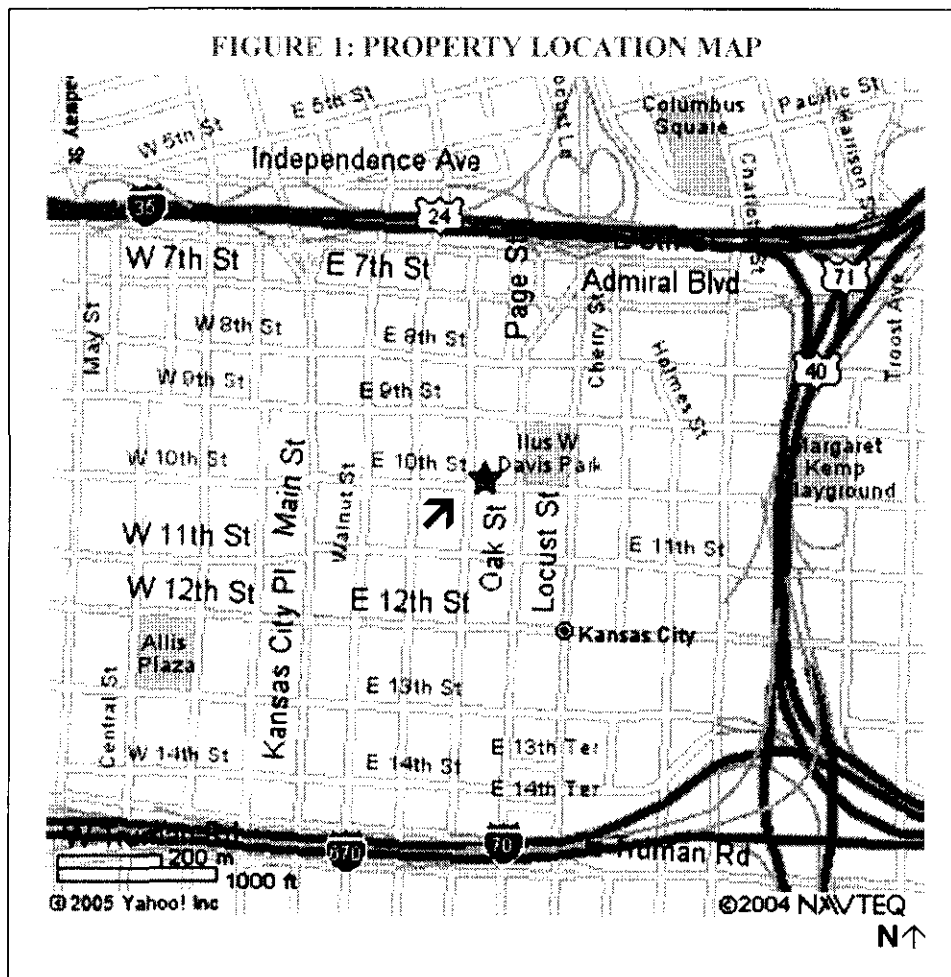 FIGURE 1: PROPERTY LOCATION MAP
E 5th St
W 5th St
Columbus
Square
Pacific St
Independence Ave
35
24
W 7th St
E 7th St
Page St
Admiral Blvd
71
Troost Ave
May St
W 8th St
E 8th St
Cherry St
Holmes St
40
W 9th St
E 9th St
W 10th St
Main St
Walnut St
E 10th St
Ilus W
Davis Park
Kemp
W 11th St
Oak St
Locust St
E 11th St
W 12th St
Kansas City Pl
E 12th St
Kansas City
Allis
Plaza
Central St
E 13th St
W 14th St
E 14th St
E 13th Ter
E 14th Ter
670
70
Truman Rd
200 m
1000 ft
© 2005 Yahoo! Inc
©2004 NAVTEQ
N↑